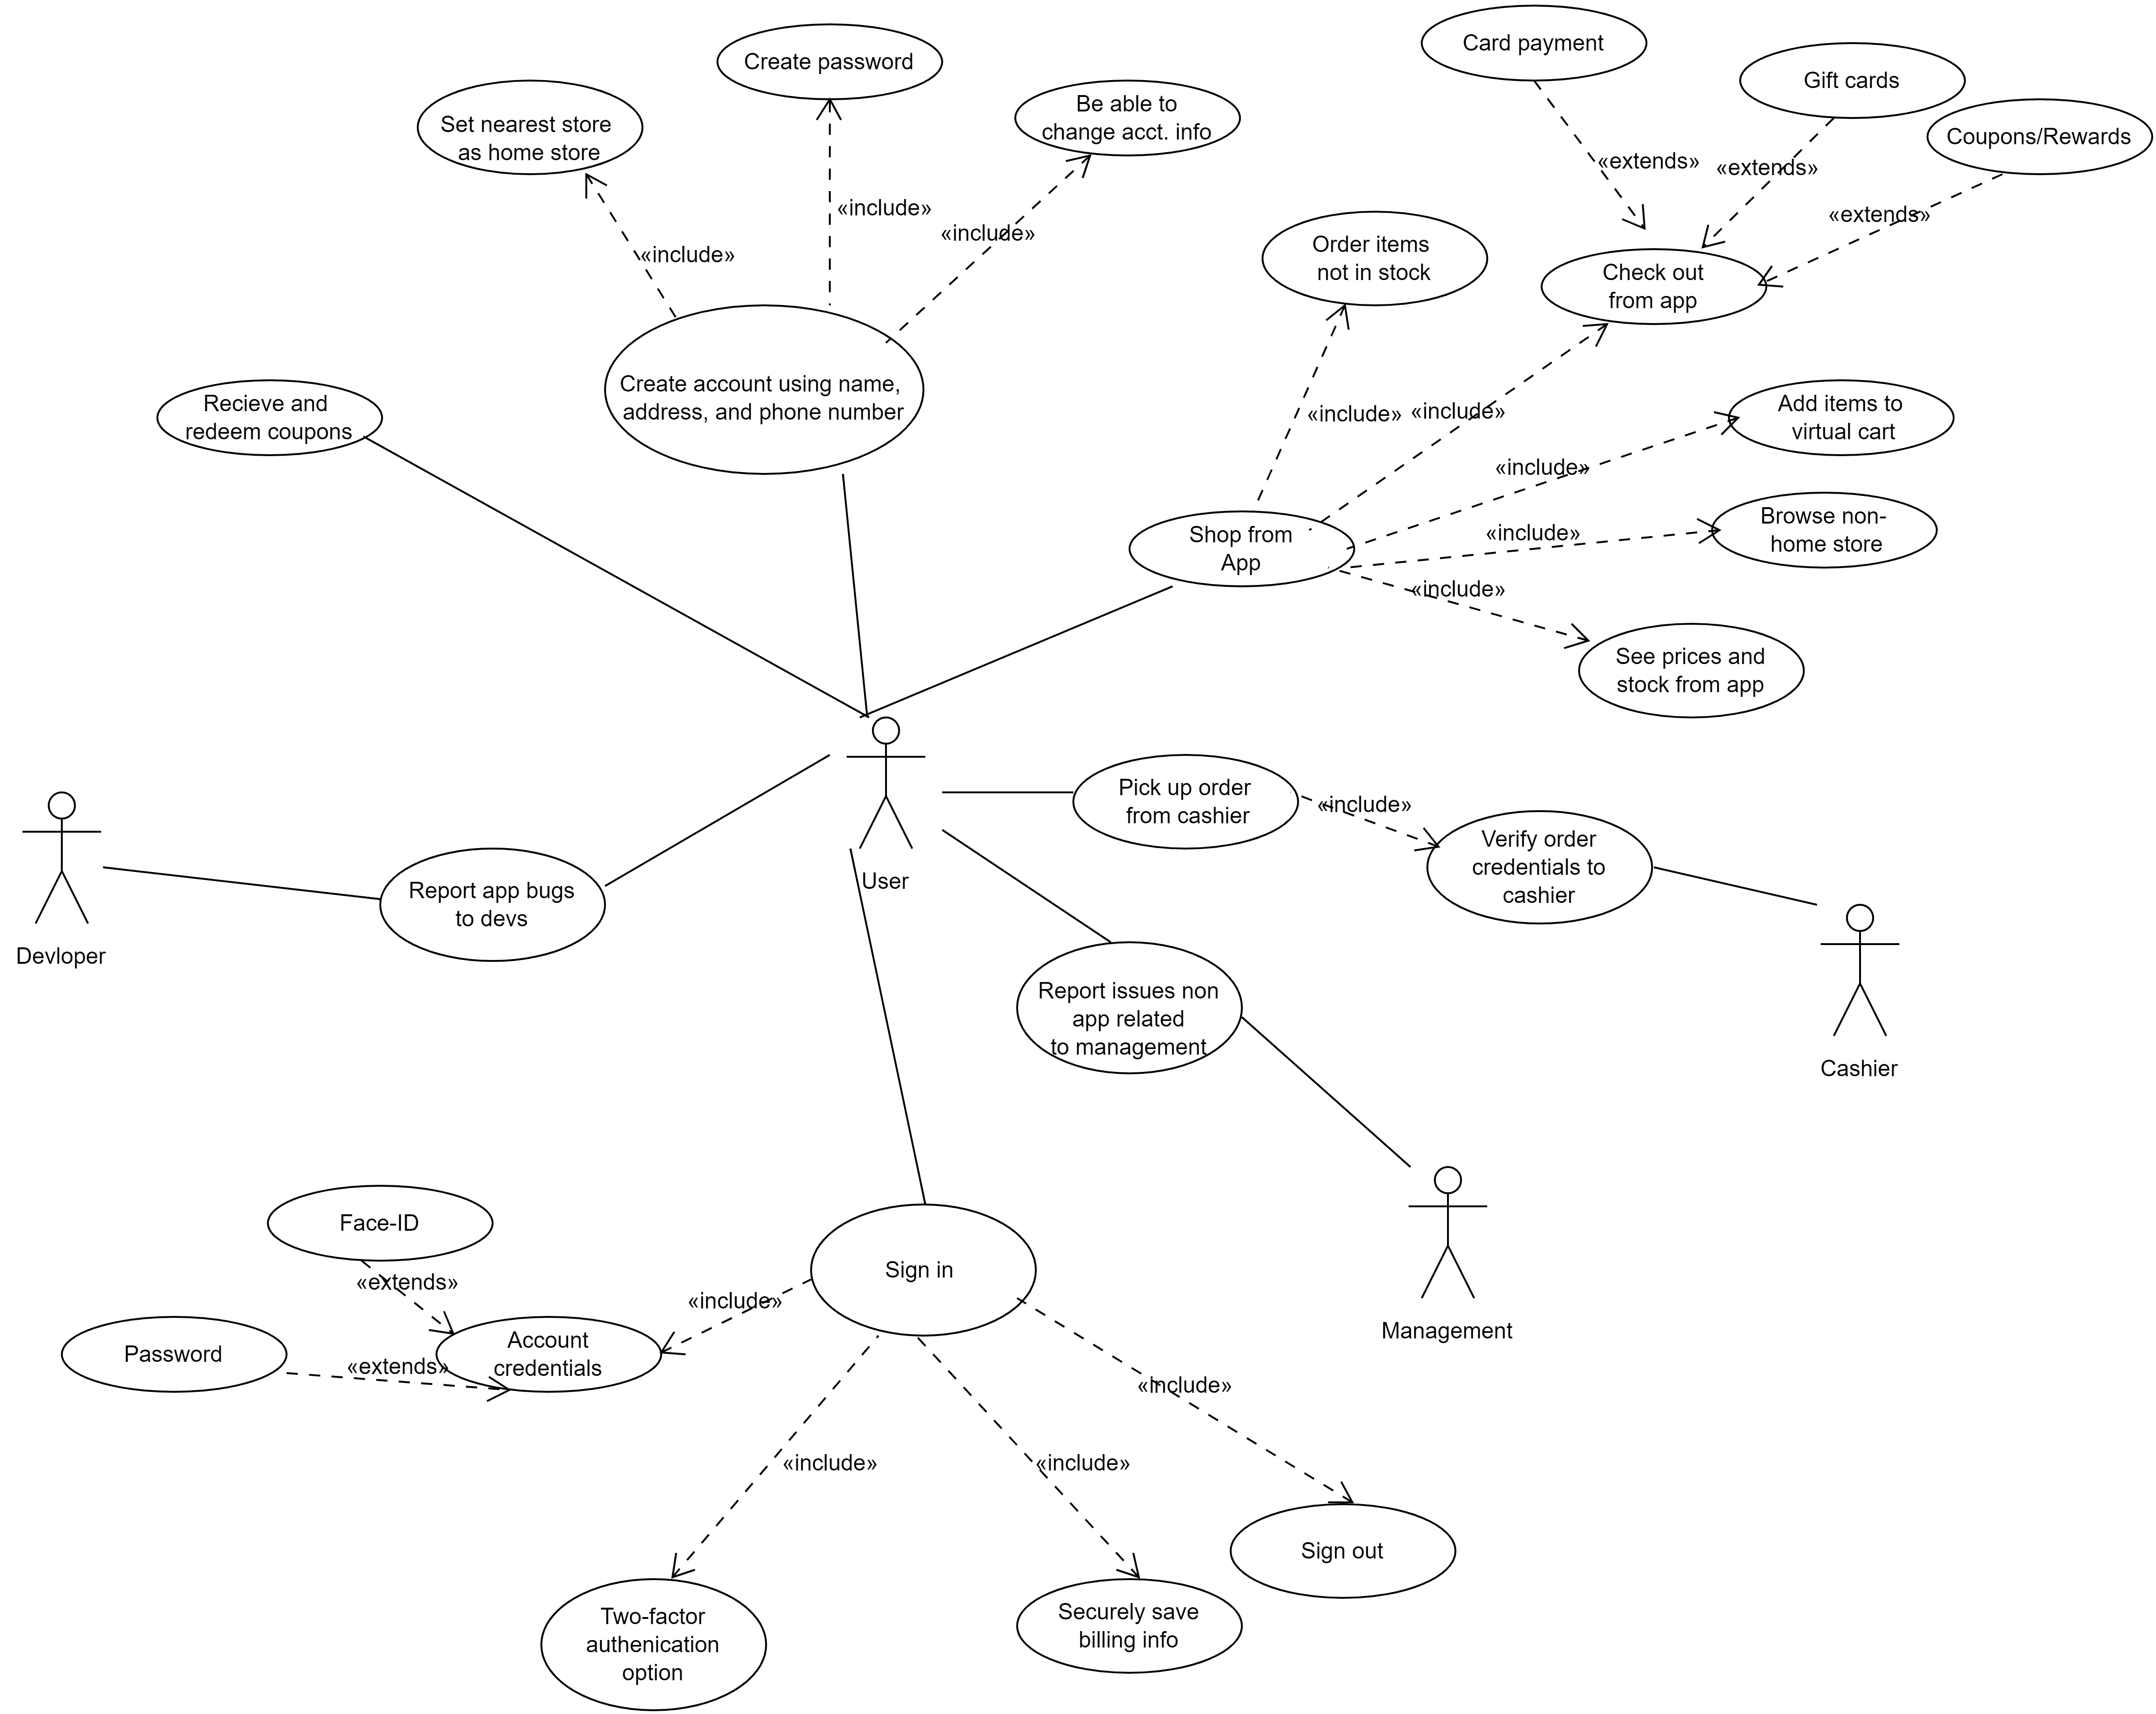 Card payment
Create password
Gift cards
Be able to
change acct. info
Set nearest store
as home store
Coupons/Rewards
«extends»
«extends»
«include»
«extends»
«include»
«include»
Order items
not in stock
Check out
from app
Create account using name,
address, and phone number
Recieve and
redeem coupons
«include»
«include»
Add items to
virtual cart
«include»
Browse non-
home store
«include»
Shop from
App
«include»
See prices and
stock from app
Pick up order
from cashier
«include»
Verify order
credentials to
cashier
User
Report app bugs
to devs
Devloper
Report issues non
app related
to management
Cashier
Face-ID
Sign in
«extends»
«include»
Management
Password
«extends»
Account
credentials
«include»
«include»
«include»
Sign out
Two-factor
authenication
option
Securely save
billing info